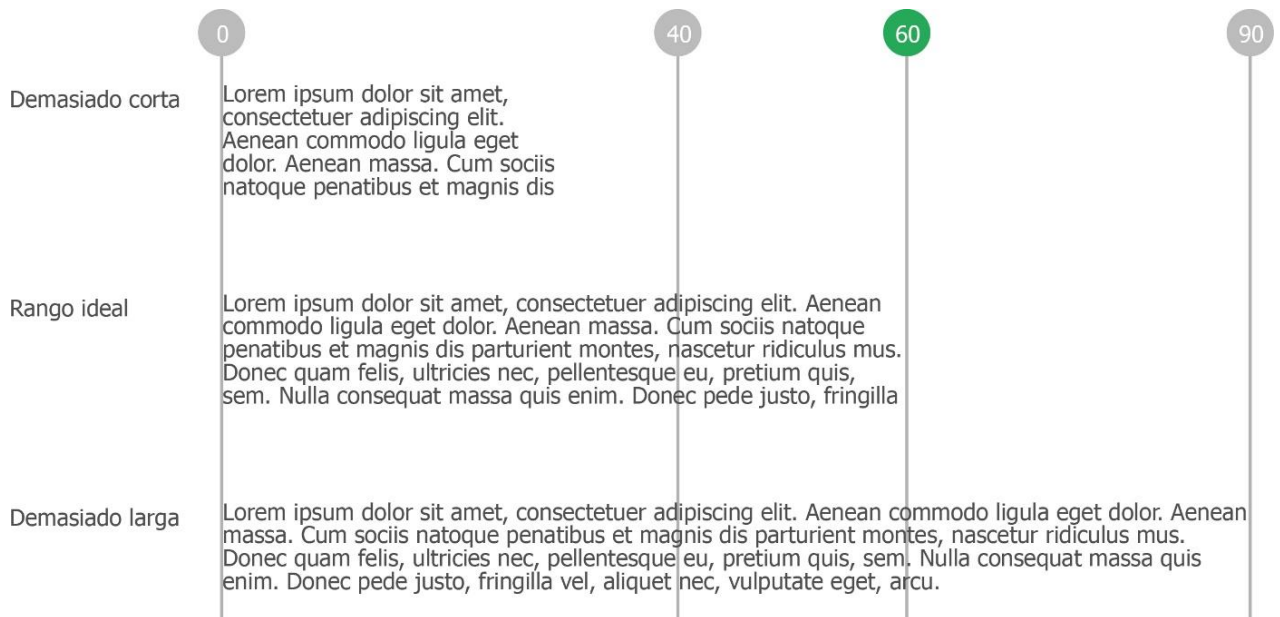 0 40 60 90
Demasiado corta
Lorem ipsum dolor sit amet,
consectetuer adipiscing elit.
Aenean commodo ligula eget
dolor. Aenean massa. Cum sociis
natoque penatibus et magnis dis
Rango ideal
Lorem ipsum dolor sit amet, consectetuer adipiscing elit. Aenean
commodo ligula eget dolor. Aenean massa. Cum sociis natoque
penatibus et magnis dis parturient montes, nascetur ridiculus mus.
Donec quam felis, ultricies nec, pellentesque eu, pretium quis,
sem. Nulla consequat massa quis enim. Donec pede justo, fringilla
Demasiado larga
Lorem ipsum dolor sit amet, consectetuer adipiscing elit. Aenean commodo ligula eget dolor. Aenean
massa. Cum sociis natoque penatibus et magnis dis parturient montes, nascetur ridiculus mus.
Donec quam felis, ultricies nec, pellentesque eu, pretium quis, sem. Nulla consequat massa quis
enim. Donec pede justo, fringilla vel, aliquet nec, vulputate eget, arcu.